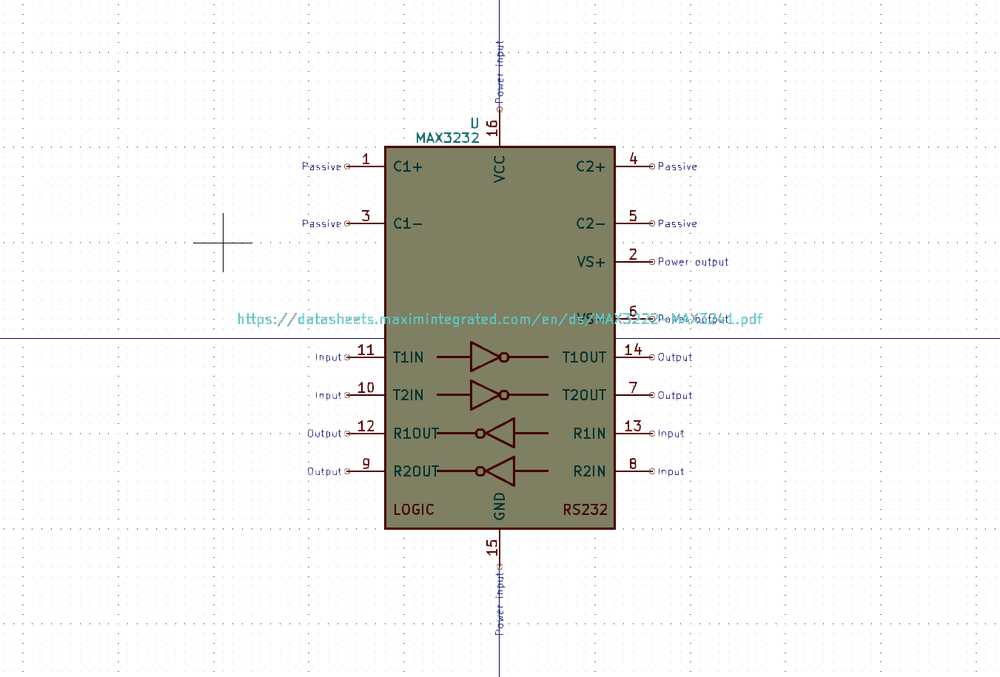 Power input
U
16
MAX3232
VCC
Passive 1 C1+ C2+ 4 Passive
Passive 3 C1- C2- 5 Passive
VS+ 2 Power output
6
https://datasheets.maximintegrated.com/en/ds/MAX3222-MAX3241.pdf
Input 11 T1IN T1OUT 14 Output
Input 10 T2IN T2OUT 7 Output
Output 12 R1OUT R1IN 13 Input
Output 9 R2OUT R2IN 8 Input
GND
LOGIC RS232
15
Power input